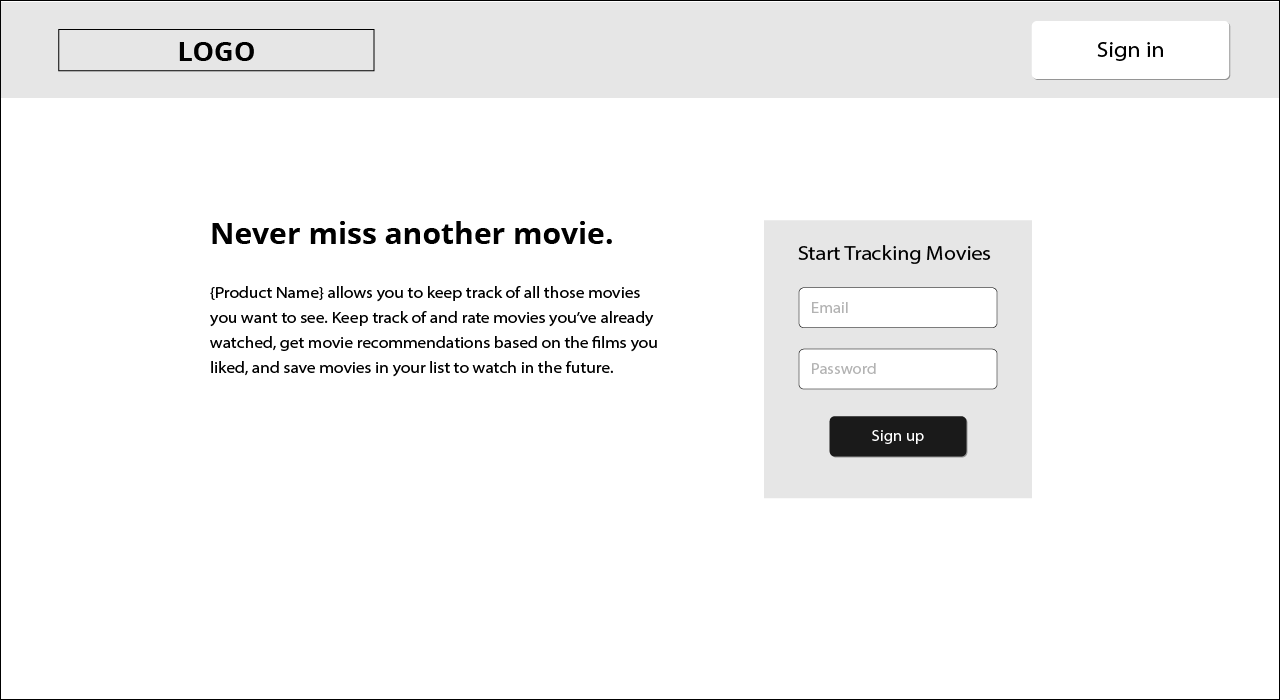 LOGO
Sign in
Never miss another movie.
{Product Name} allows you to keep track of all those movies
you want to see. Keep track of and rate movies you’ve already
watched, get movie recommendations based on the films you
liked, and save movies in your list to watch in the future.
Start Tracking Movies
Email
Password
Sign up